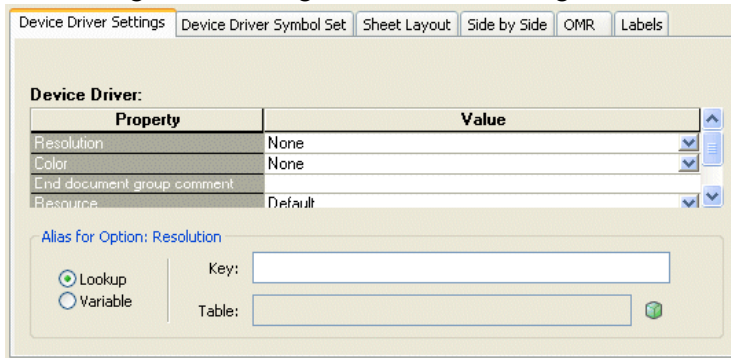 Device Driver Settings Device Driver Symbol Set Sheet Layout Side by Side OMR Labels
Device Driver:
Property Value
Resolution None
Color None
End document group comment
Resource Default
Alias for Option: Resolution
Lookup
Variable
Key:
Table: